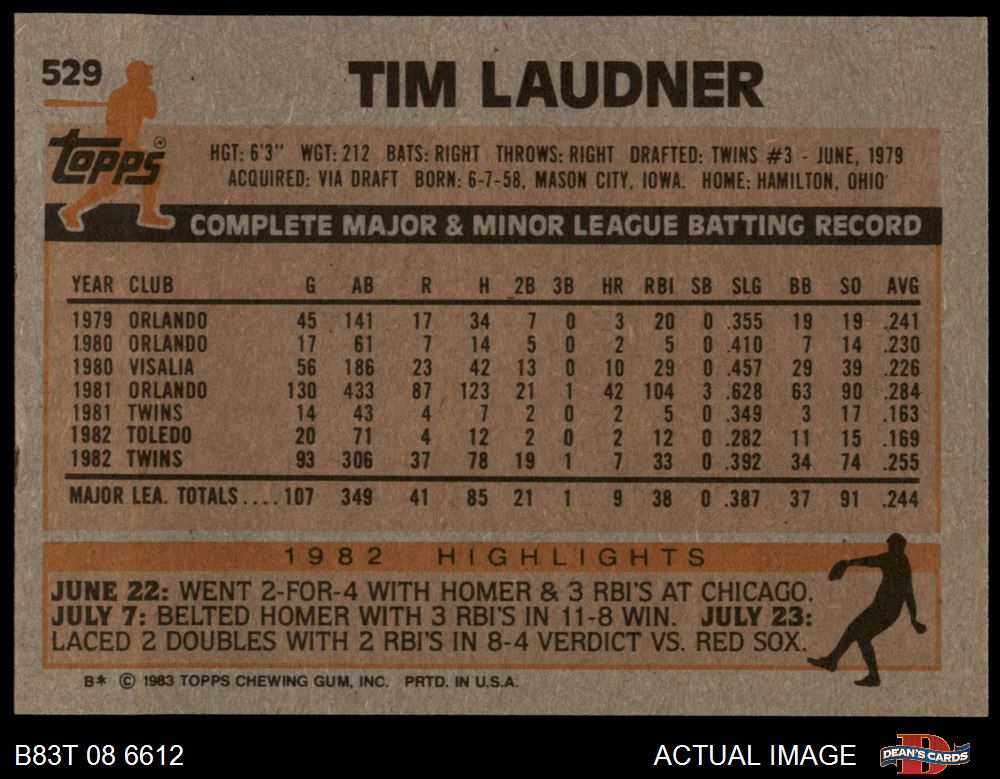 529
TIM LAUDNER
TOPPS®
HGT: 6'3" WGT: 212 BATS: RIGHT THROWS: RIGHT DRAFTED: TWINS #3 - JUNE, 1979
ACQUIRED: VIA DRAFT BORN: 6-7-58, MASON CITY, IOWA. HOME: HAMILTON, OHIO
COMPLETE MAJOR & MINOR LEAGUE BATTING RECORD
YEAR CLUB G AB R H 2B 3B HR RBI SB SLG BB SO AVG
1979 ORLANDO 45 141 17 34 7 0 3 20 0 .355 19 19 .241
1980 ORLANDO 17 61 7 14 5 0 2 5 0 .410 7 14 .230
1980 VISALIA 56 186 23 42 13 0 10 29 0 .457 29 39 .226
1981 ORLANDO 130 433 87 123 21 1 42 104 3 .628 63 90 .284
1981 TWINS 14 43 4 7 2 0 2 5 0 .349 3 17 .163
1982 TOLEDO 20 71 4 12 2 0 2 12 0 .282 11 15 .169
1982 TWINS 93 306 37 78 19 1 7 33 0 .392 34 74 .255
MAJOR LEA. TOTALS.... 107 349 41 85 21 1 9 38 0 .387 37 91 .244
1982 HIGHLIGHTS
JUNE 22: WENT 2-FOR-4 WITH HOMER & 3 RBI'S AT CHICAGO.
JULY 7: BELTED HOMER WITH 3 RBI'S IN 11-8 WIN. JULY 23:
LACED 2 DOUBLES WITH 2 RBI'S IN 8-4 VERDICT VS. RED SOX.
B* © 1983 TOPPS CHEWING GUM, INC. PRTD. IN U.S.A.
B83T 08 6612
ACTUAL IMAGE
D
DEAN'S CARDS